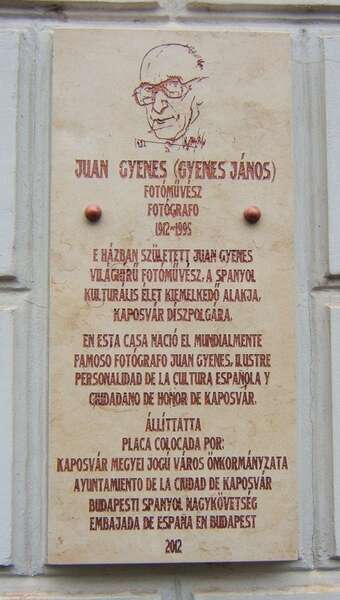 JUAN GYENES (GYENES JÁNOS)
FOTÓMŰVÉSZ
FOTÓGRAFO
1912-1995
E HÁZBAN SZÜLETETT JUAN GYENES
VILÁGHÍRŰ FOTÓMŰVÉSZ, A SPANYOL
KULTURÁLIS ÉLET KIEMELKEDŐ ALAKJA,
KAPOSVÁR DÍSZPOLGÁRA.
EN ESTA CASA NACIÓ EL MUNDIALMENTE
FAMOSO FOTÓGRAFO JUAN GYENES, ILUSTRE
PERSONALIDAD DE LA CULTURA ESPAÑOLA Y
CIUDADANO DE HONOR DE KAPOSVÁR.
ÁLLÍTTATTA
PLACA COLOCADA POR:
KAPOSVÁR MEGYEI JOGÚ VÁROS ÖNKORMÁNYZATA
AYUNTAMIENTO DE LA CIUDAD DE KAPOSVÁR
BUDAPESTI SPANYOL NAGYKÖVETSÉG
EMBAJADA DE ESPAÑA EN BUDAPEST
2012